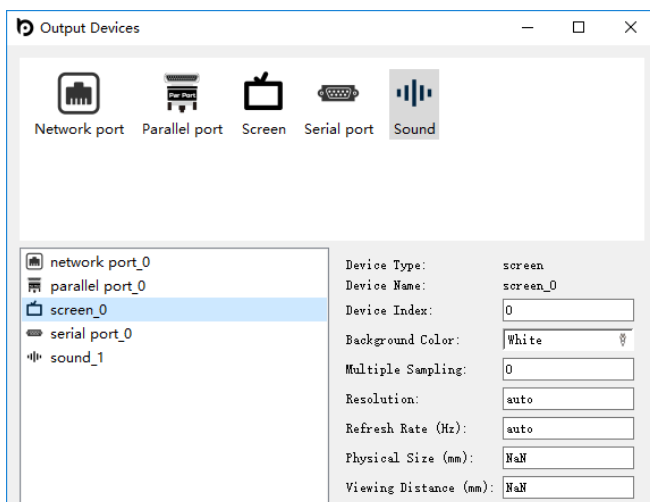 Output Devices
Par Port
Network port Parallel port Screen Serial port Sound
network port_0
parallel port_0
screen_0
serial port_0
sound_1
Device Type: screen
Device Name: screen_0
Device Index: 0
Background Color: White
Multiple Sampling: 0
Resolution: auto
Refresh Rate (Hz): auto
Physical Size (mm): NaN
Viewing Distance (mm): NaN